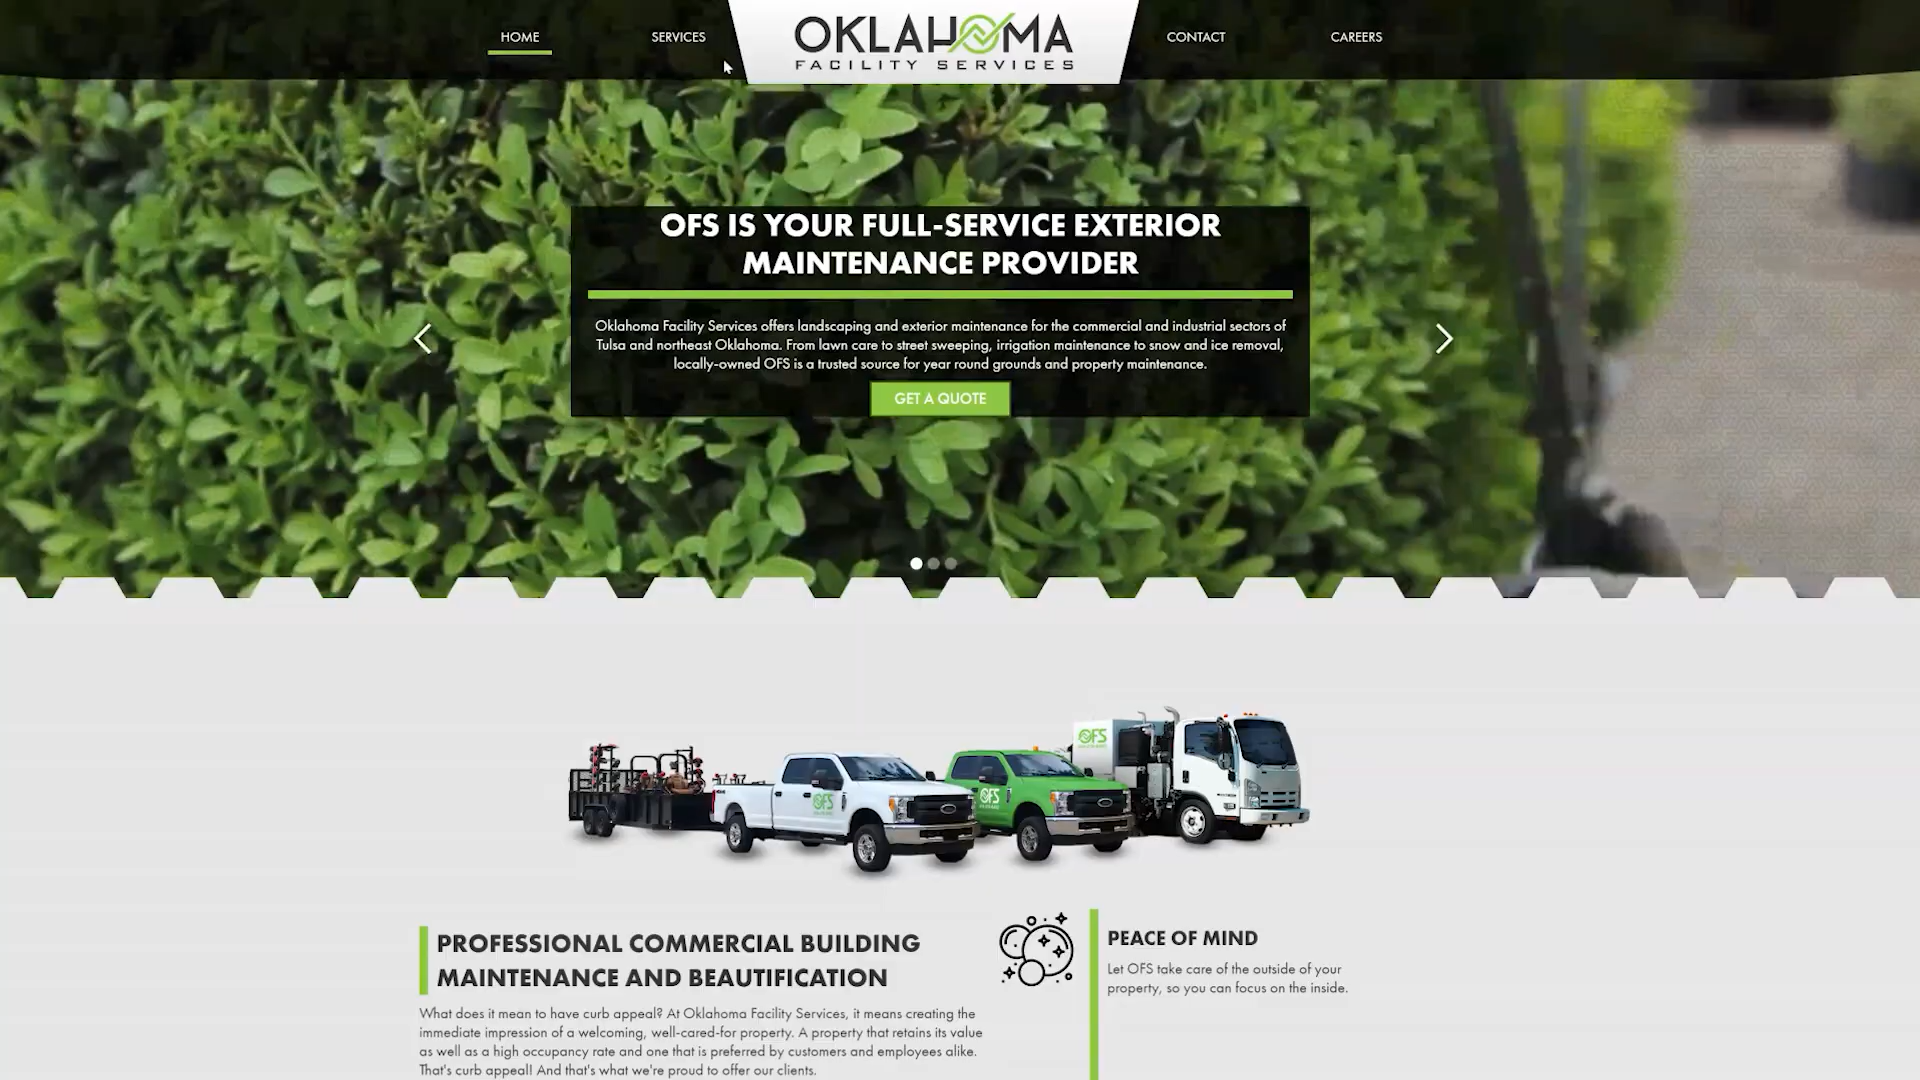 HOME
SERVICES
OKLAHOMA
FACILITY SERVICES
CONTACT
CAREERS
OFS IS YOUR FULL-SERVICE EXTERIOR
MAINTENANCE PROVIDER
Oklahoma Facility Services offers landscaping and exterior maintenance for the commercial and industrial sectors of
Tulsa and northeast Oklahoma. From lawn care to street sweeping, irrigation maintenance to snow and ice removal,
locally-owned OFS is a trusted source for year round grounds and property maintenance.
GET A QUOTE
OFS
OFS
OFS
PROFESSIONAL COMMERCIAL BUILDING
MAINTENANCE AND BEAUTIFICATION
What does it mean to have curb appeal? At Oklahoma Facility Services, it means creating the
immediate impression of a welcoming, well-cared-for property. A property that retains its value
as well as a high occupancy rate and one that is preferred by customers and employees alike.
That's curb appeal! And that's what we're proud to offer our clients.
PEACE OF MIND
Let OFS take care of the outside of your
property, so you can focus on the inside.